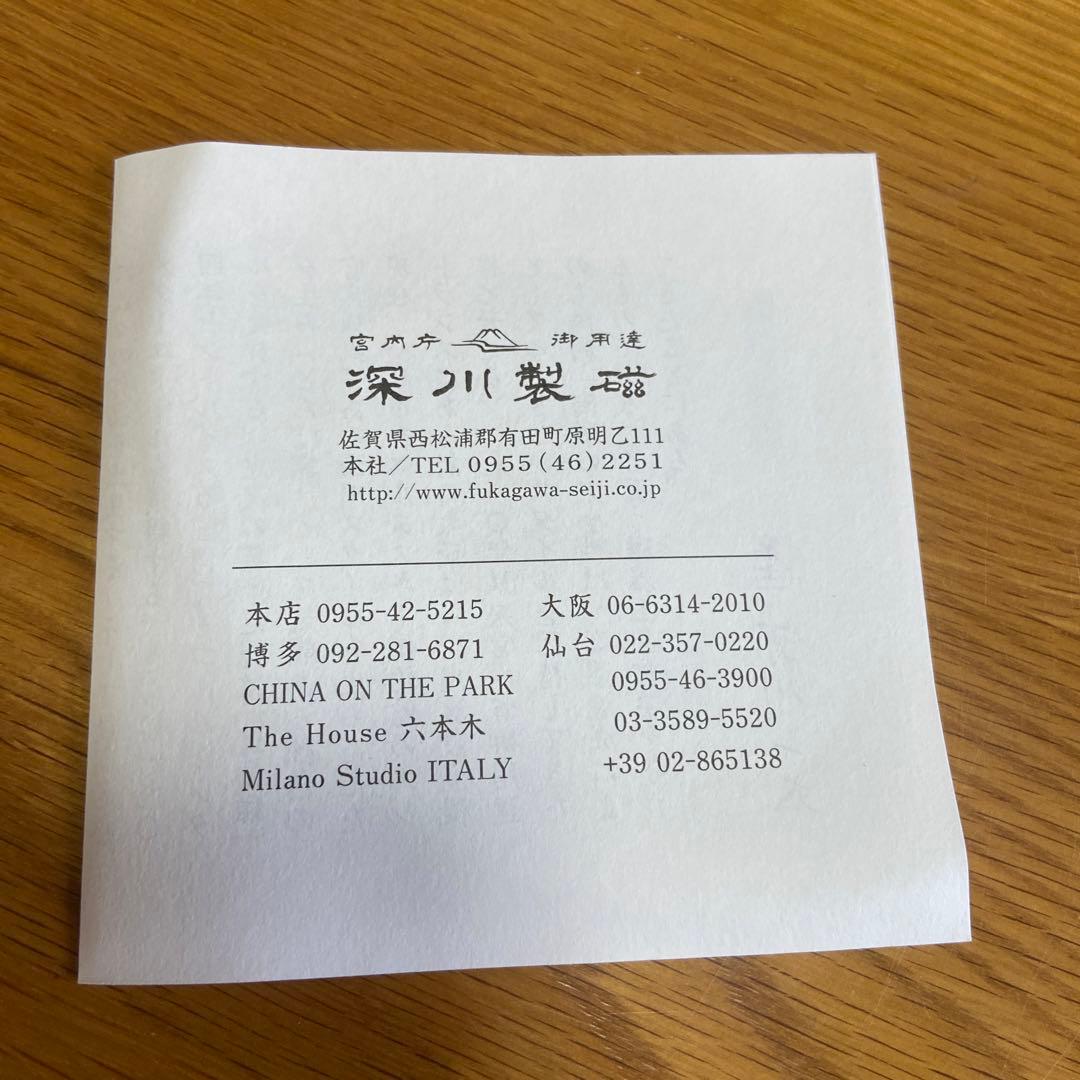 宮内庁 御用達
深川製磁
佐賀県西松浦郡有田町原明乙111
本社／TEL 0955(46)2251
http://www.fukagawa-seiji.co.jp
本店 0955-42-5215 大阪 06-6314-2010
博多 092-281-6871 仙台 022-357-0220
CHINA ON THE PARK 0955-46-3900
The House 六本木 03-3589-5520
Milano Studio ITALY +39 02-865138